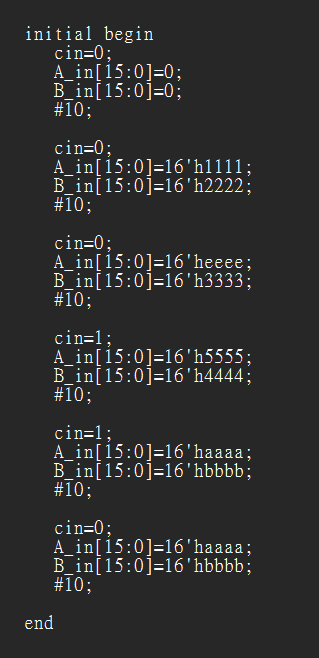 initial begin
cin=0;
A_in[15:0]=0;
B_in[15:0]=0;
#10;
cin=0;
A_in[15:0]=16'h1111;
B_in[15:0]=16'h2222;
#10;
cin=0;
A_in[15:0]=16'heeee;
B_in[15:0]=16'h3333;
#10;
cin=1;
A_in[15:0]=16'h5555;
B_in[15:0]=16'h4444;
#10;
cin=1;
A_in[15:0]=16'haaaa;
B_in[15:0]=16'hbbbb;
#10;
cin=0;
A_in[15:0]=16'haaaa;
B_in[15:0]=16'hbbbb;
#10;
end